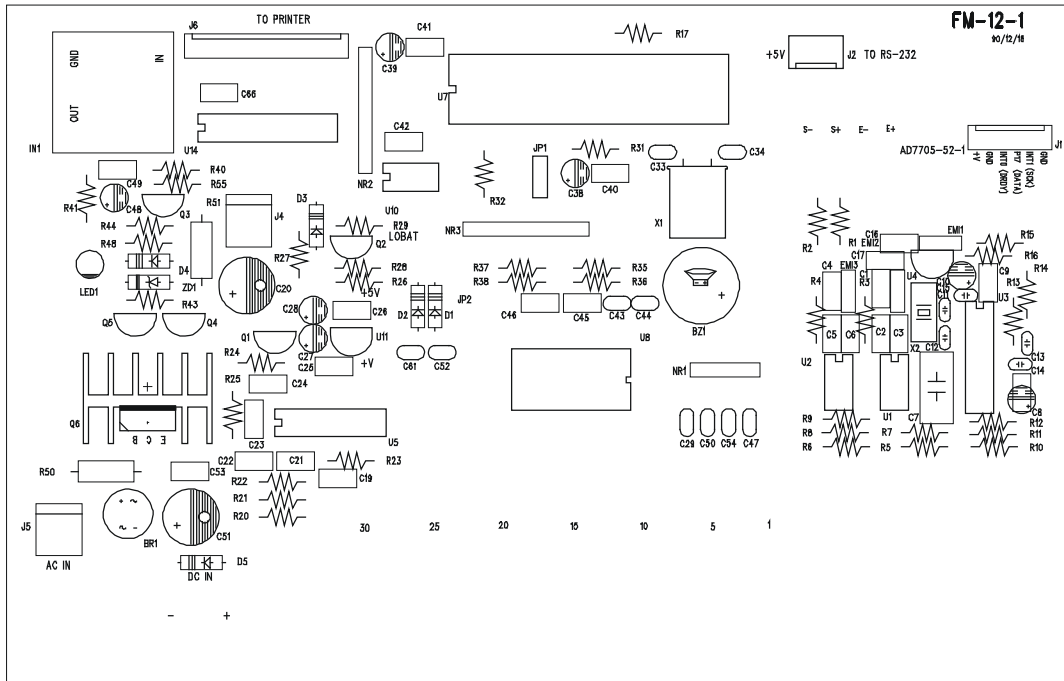 TO PRINTER
J6
C41
R17
FM-12-1
90/12/18
GND
IN
OUT
IN1
C39
U7
+5V
J2 TO RS-232
C66
U14
C42
S- S+ E- E+
AD7705-52-1
J1
+V
GND
INT0 (DRDY)
P17 (DATA)
INT1 (SCK)
GND
C49
R40
R55
NR2
JP1
R31
C33
C34
R41
C48
Q3
R51
J4
D3
U10
R32
C38
C40
X1
R44
R48
R29
LOBAT
Q2
NR3
R27
R2
R1
C16
EMI2
EMI1
R15
R16
R14
LED1
D4
ZD1
R43
C20
R28
R26
R37
R38
R35
R36
C17
C4
EMI3
R4
R3
U4
C9
U3
R13
C28
+5V
C26
JP2
D2
D1
C46
C45
C43
C44
BZ1
Q5
Q4
Q1
C27
C25
U11
+V
C61
C52
U8
C5
C6
C2
C3
X2
C12
C13
C14
R24
R25
C24
NR1
U2
U1
C7
C8
Q6
E C B
C23
U5
C29
C50
C54
C47
R9
R8
R6
R7
R5
R12
R11
R10
R50
C53
C22
C21
C19
R23
R22
R21
R20
J5
BR1
C51
30 25 20 15 10 5 1
AC IN
D5
DC IN
- +